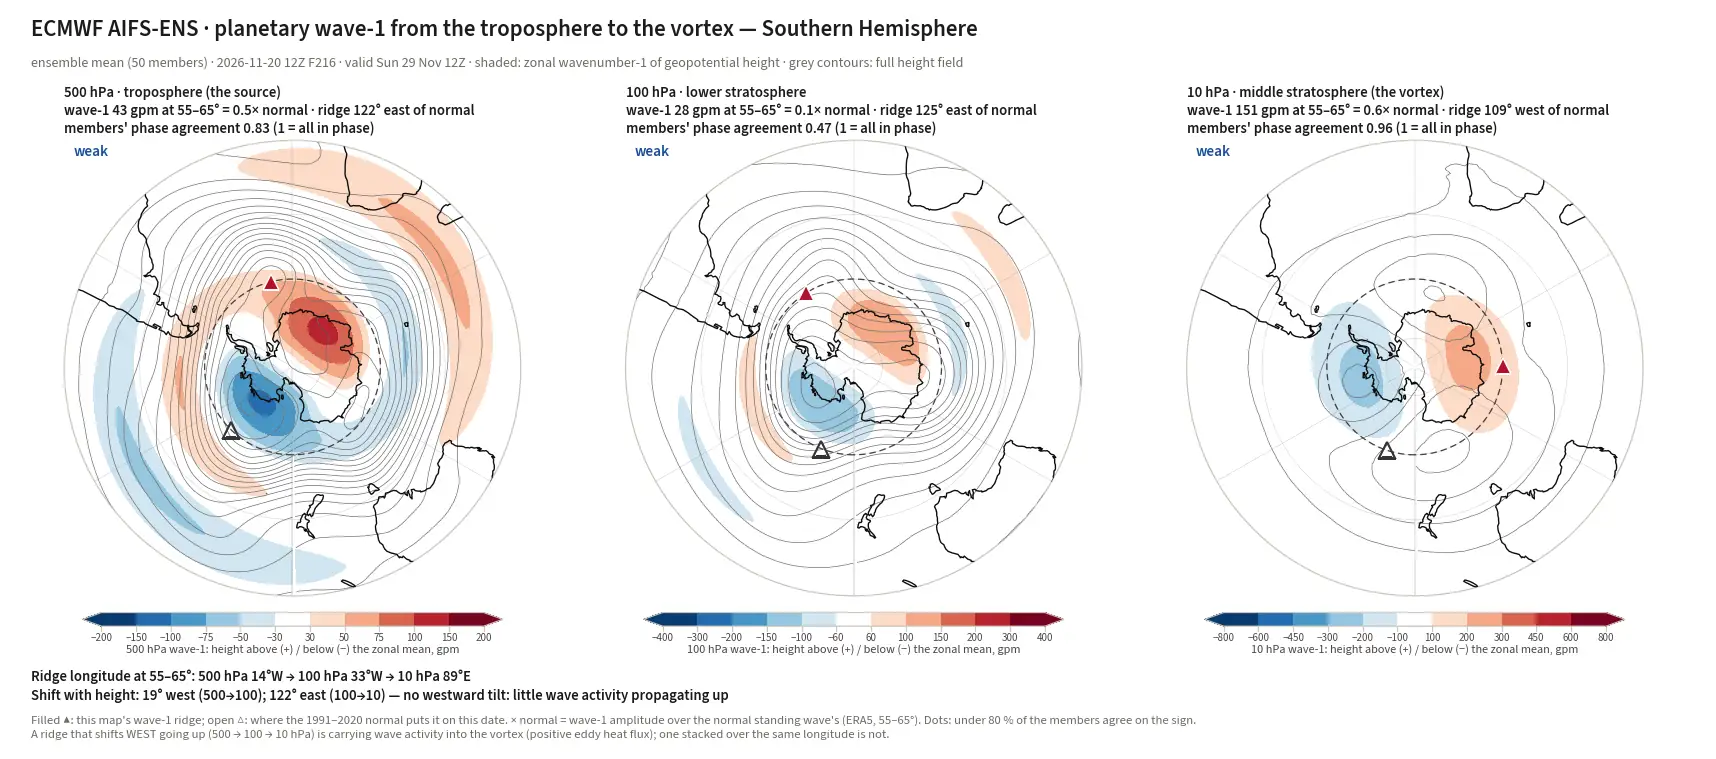 ECMWF AIFS-ENS · planetary wave-1 from the troposphere to the vortex — Southern Hemisphere
ensemble mean (50 members) · 2026-11-20 12Z F216 · valid Sun 29 Nov 12Z · shaded: zonal wavenumber-1 of geopotential height · grey contours: full height field
500 hPa · troposphere (the source)
wave-1 43 gpm at 55–65° = 0.5× normal · ridge 122° east of normal
members' phase agreement 0.83 (1 = all in phase)
weak
100 hPa · lower stratosphere
wave-1 28 gpm at 55–65° = 0.1× normal · ridge 125° east of normal
members' phase agreement 0.47 (1 = all in phase)
weak
10 hPa · middle stratosphere (the vortex)
wave-1 151 gpm at 55–65° = 0.6× normal · ridge 109° west of normal
members' phase agreement 0.96 (1 = all in phase)
weak
−200 −150 −100 −75 −50 −30 30 50 75 100 150 200
500 hPa wave-1: height above (+) / below (−) the zonal mean, gpm
−400 −300 −200 −150 −100 −60 60 100 150 200 300 400
100 hPa wave-1: height above (+) / below (−) the zonal mean, gpm
−800 −600 −450 −300 −200 −100 100 200 300 450 600 800
10 hPa wave-1: height above (+) / below (−) the zonal mean, gpm
Ridge longitude at 55–65°: 500 hPa 14°W → 100 hPa 33°W → 10 hPa 89°E
Shift with height: 19° west (500→100); 122° east (100→10) — no westward tilt: little wave activity propagating up
Filled ▲: this map's wave-1 ridge; open △: where the 1991–2020 normal puts it on this date. × normal = wave-1 amplitude over the normal standing wave's (ERA5, 55–65°). Dots: under 80 % of the members agree on the sign.
A ridge that shifts WEST going up (500 → 100 → 10 hPa) is carrying wave activity into the vortex (positive eddy heat flux); one stacked over the same longitude is not.